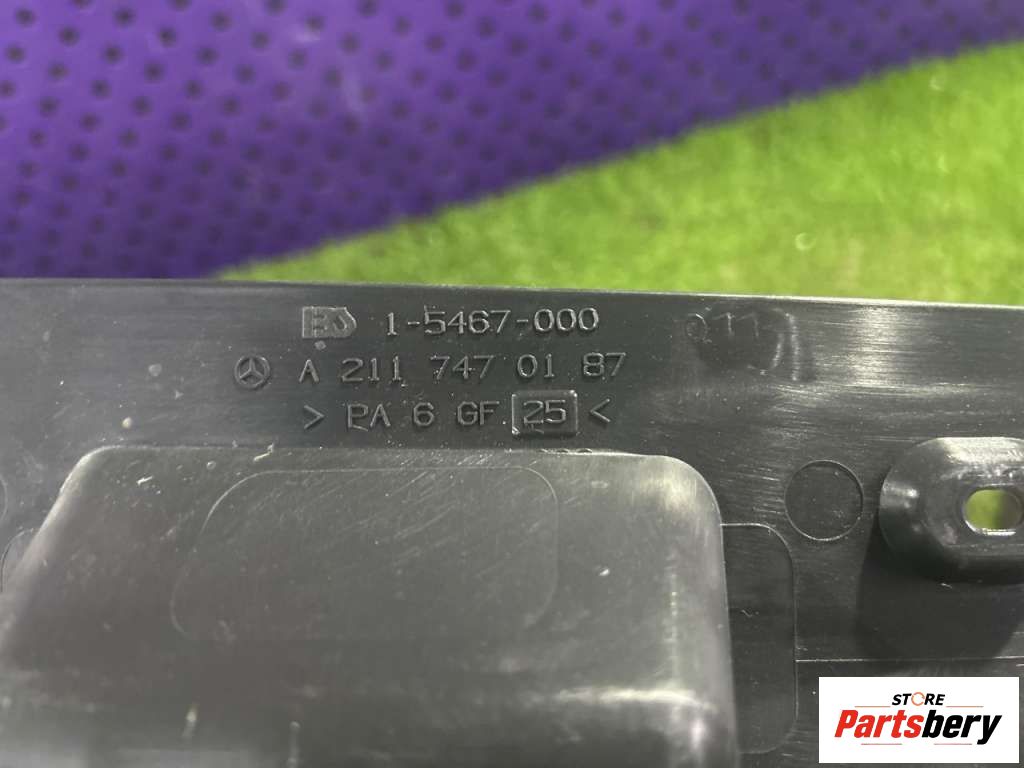 1-5467-000
A 211 747 01 87
> PA 6 GF 25 <
STORE
Partsbery